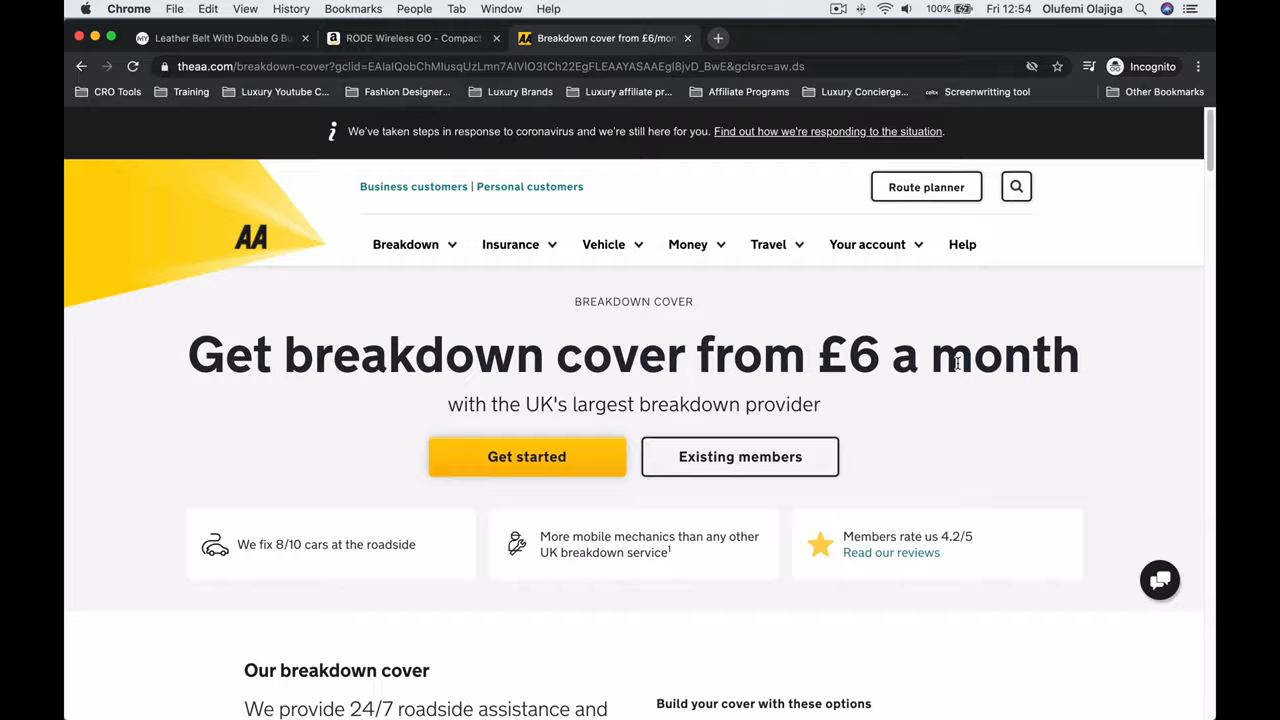 Chrome File Edit View History Bookmarks People Tab Window Help 100% Fri 12:54 Olufemi Olajiga
Leather Belt With Double G Bu
RODE Wireless GO - Compact
Breakdown cover from £6/mon
theaa.com/breakdown-cover?gclid=EAIaIQobChMIusqUzLmn7AIVIO3tCh22EgFLEAAYASAAEgI8jvD_BwE&gclsrc=aw.ds
Incognito
CRO Tools Training Luxury Youtube C... Fashion Designer... Luxury Brands Luxury affiliate pr... Affiliate Programs Luxury Concierge... Screenwritting tool Other Bookmarks
We've taken steps in response to coronavirus and we're still here for you. Find out how we're responding to the situation.
Business customers | Personal customers
Route planner
AA
Breakdown Insurance Vehicle Money Travel Your account Help
BREAKDOWN COVER
Get breakdown cover from £6 a month
with the UK's largest breakdown provider
Get started
Existing members
We fix 8/10 cars at the roadside
More mobile mechanics than any other
UK breakdown service1
Members rate us 4.2/5
Read our reviews
Our breakdown cover
We provide 24/7 roadside assistance and
Build your cover with these options